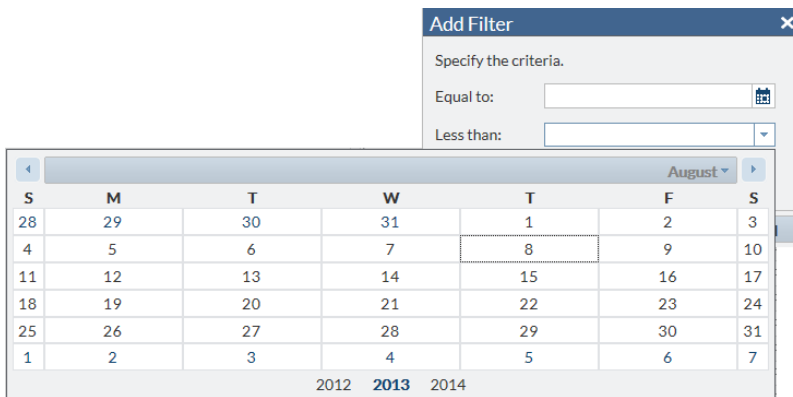 Add Filter
Specify the criteria.
Equal to:
Less than:
August
S M T W T F S
28 29 30 31 1 2 3
4 5 6 7 8 9 10
11 12 13 14 15 16 17
18 19 20 21 22 23 24
25 26 27 28 29 30 31
1 2 3 4 5 6 7
2012 2013 2014